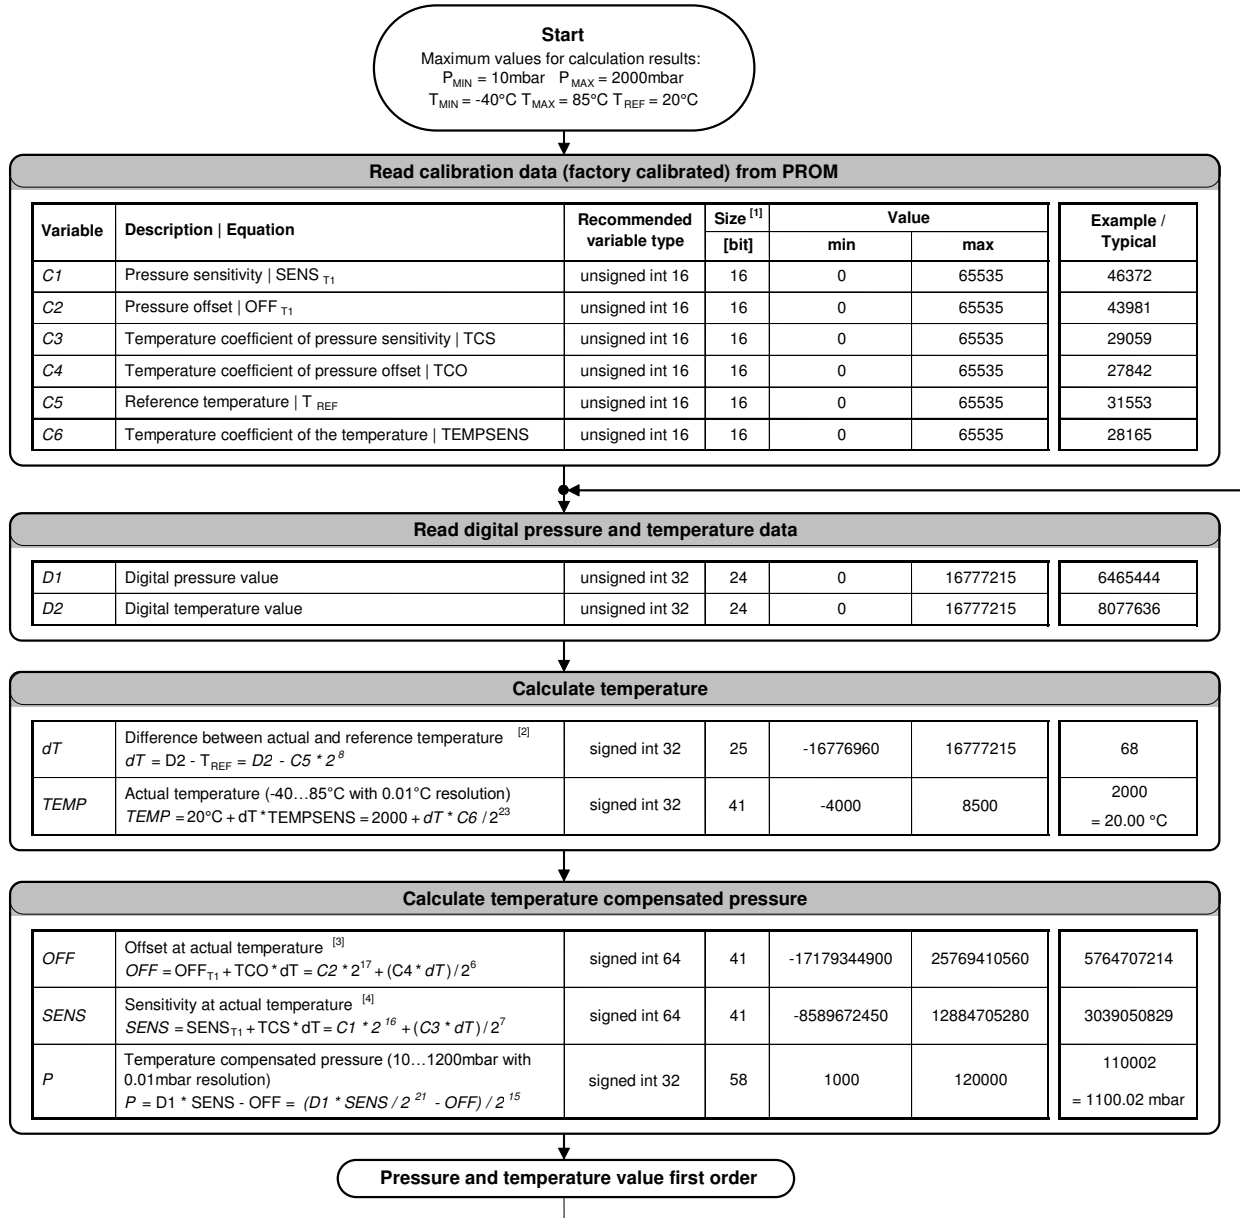 Start
Maximum values for calculation results:
P MIN = 10mbar P MAX = 2000mbar
T MIN = -40°C T MAX = 85°C T REF = 20°C
Read calibration data (factory calibrated) from PROM
Variable Description | Equation Recommended variable type Size [1] [bit] Value min max Example / Typical
C1 Pressure sensitivity | SENS T1 unsigned int 16 16 0 65535 46372
C2 Pressure offset | OFF T1 unsigned int 16 16 0 65535 43981
C3 Temperature coefficient of pressure sensitivity | TCS unsigned int 16 16 0 65535 29059
C4 Temperature coefficient of pressure offset | TCO unsigned int 16 16 0 65535 27842
C5 Reference temperature | T REF unsigned int 16 16 0 65535 31553
C6 Temperature coefficient of the temperature | TEMPSENS unsigned int 16 16 0 65535 28165
Read digital pressure and temperature data
D1 Digital pressure value unsigned int 32 24 0 16777215 6465444
D2 Digital temperature value unsigned int 32 24 0 16777215 8077636
Calculate temperature
dT Difference between actual and reference temperature [2] signed int 32 25 -16776960 16777215 68
dT = D2 - T REF = D2 - C5 * 2^8
TEMP Actual temperature (-40…85°C with 0.01°C resolution) signed int 32 41 -4000 8500 2000
TEMP = 20°C + dT * TEMPSENS = 2000 + dT * C6 / 2^23 = 20.00 °C
Calculate temperature compensated pressure
OFF Offset at actual temperature [3] signed int 64 41 -17179344900 25769410560 5764707214
OFF = OFF T1 + TCO * dT = C2 * 2^17 + (C4 * dT) / 2^6
SENS Sensitivity at actual temperature [4] signed int 64 41 -8589672450 12884705280 3039050829
SENS = SENS T1 + TCS * dT = C1 * 2^16 + (C3 * dT) / 2^7
P Temperature compensated pressure (10…1200mbar with 110002
0.01mbar resolution) signed int 32 58 1000 120000
P = D1 * SENS - OFF = (D1 * SENS / 2^21 - OFF) / 2^15 = 1100.02 mbar
Pressure and temperature value first order